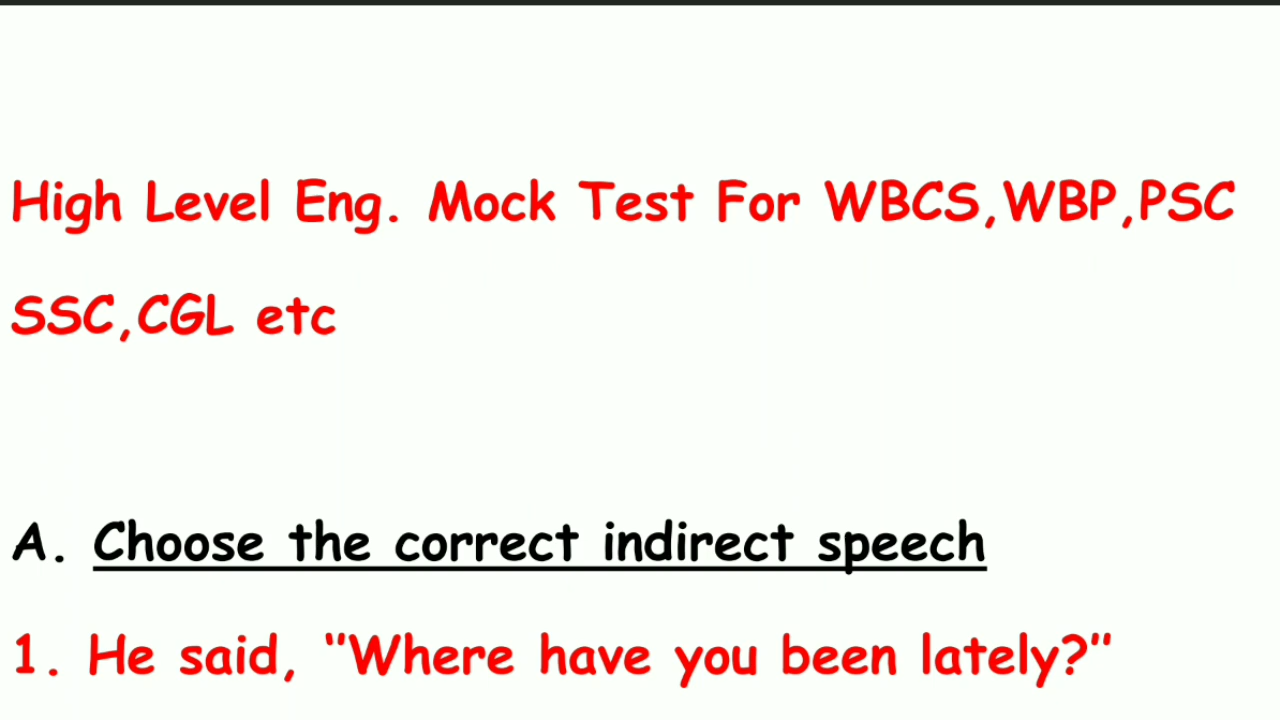 High Level Eng. Mock Test For WBCS,WBP,PSC
SSC,CGL etc
A. Choose the correct indirect speech
1. He said, "Where have you been lately?"